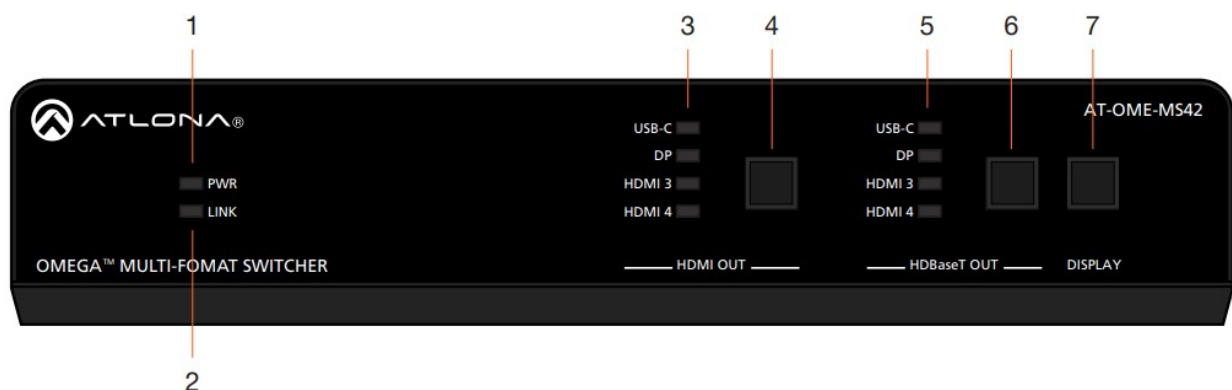 1
3
4
5
6
7
ATLONA®
AT-OME-MS42
USB-C
DP
HDMI 3
HDMI 4
USB-C
DP
HDMI 3
HDMI 4
PWR
LINK
OMEGA™ MULTI-FOMAT SWITCHER
HDMI OUT
HDBaseT OUT
DISPLAY
2